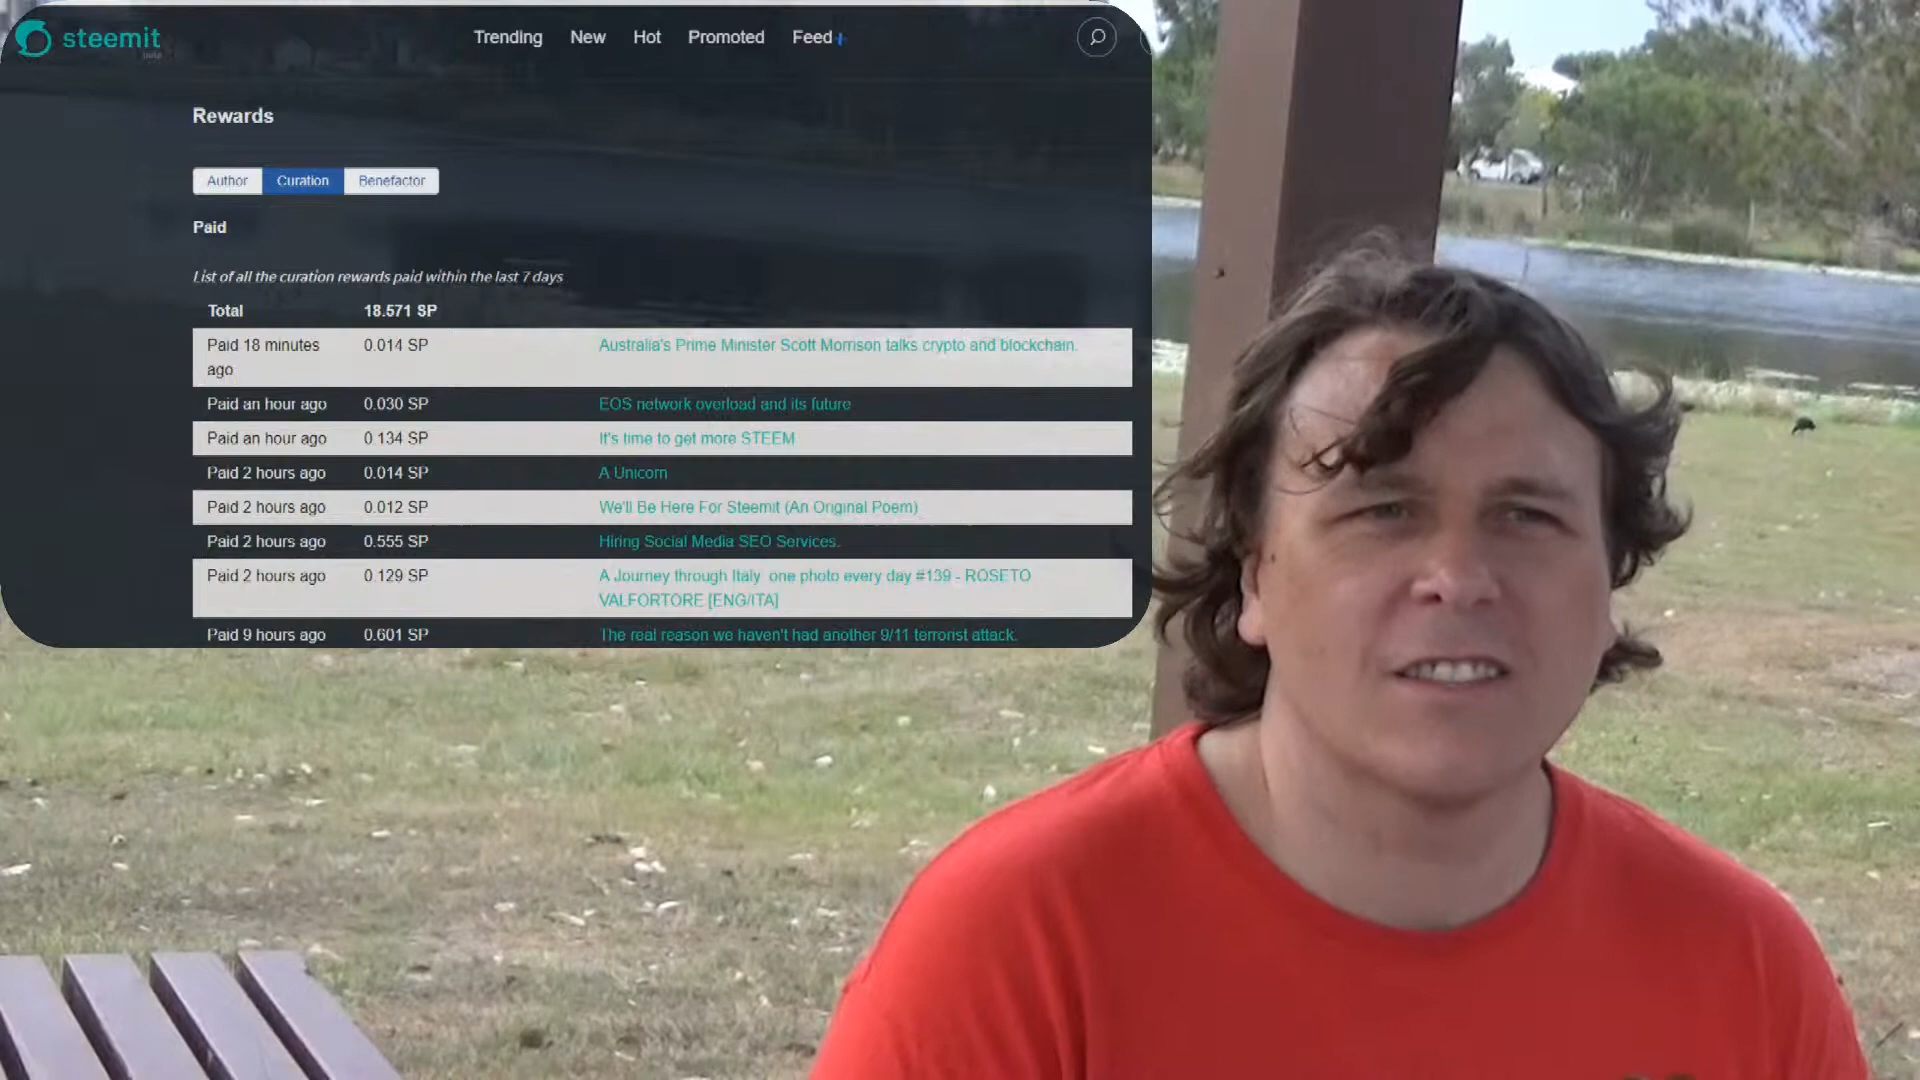 steemit
beta
Trending New Hot Promoted Feed
Rewards
Author Curation Benefactor
Paid
List of all the curation rewards paid within the last 7 days
Total 18.571 SP
Paid 18 minutes ago 0.014 SP Australia's Prime Minister Scott Morrison talks crypto and blockchain.
Paid an hour ago 0.030 SP EOS network overload and its future
Paid an hour ago 0.134 SP It's time to get more STEEM
Paid 2 hours ago 0.014 SP A Unicorn
Paid 2 hours ago 0.012 SP We'll Be Here For Steemit (An Original Poem)
Paid 2 hours ago 0.555 SP Hiring Social Media SEO Services.
Paid 2 hours ago 0.129 SP A Journey through Italy one photo every day #139 - ROSETO
VALFORTORE [ENG/ITA]
Paid 9 hours ago 0.601 SP The real reason we haven't had another 9/11 terrorist attack.